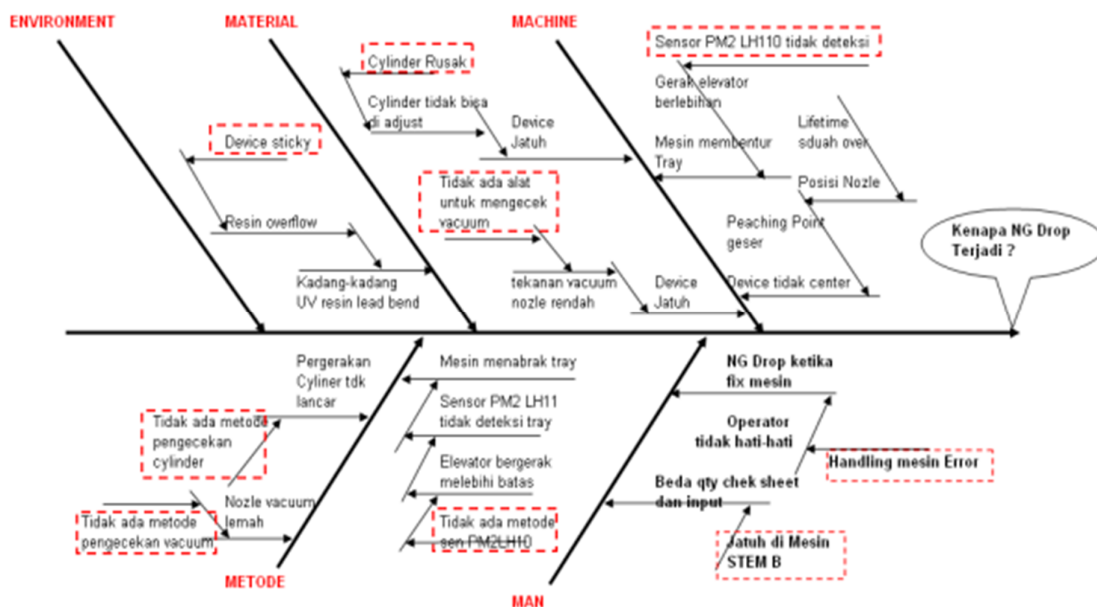 ENVIRONMENT
MATERIAL
MACHINE
Cylinder Rusak
Cylinder tidak bisa
di adjust
Device
Jatuh
Device sticky
Resin overflow
Kadang-kadang
UV resin lead bend
Sensor PM2 LH110 tidak deteksi
Gerak elevator
berlebihan
Mesin membentur
Tray
Lifetime
sduah over
Posisi Nozle
Peaching Point
geser
Device tidak center
Tidak ada alat
untuk mengecek
vacuum
tekanan vacuum
nozle rendah
Device
Jatuh
Kenapa NG Drop
Terjadi ?
Pergerakan
Cyliner tdk
lancar
Tidak ada metode
pengecekan
cylinder
Nozle vacuum
lemah
Tidak ada metode
pengecekan vacuum
Mesin menabrak tray
Sensor PM2 LH11
tidak deteksi tray
Elevator bergerak
melebihi batas
Tidak ada metode
sen PM2LH10
NG Drop ketika
fix mesin
Operator
tidak hati-hati
Handling mesin Error
Beda qty chek sheet
dan input
Jatuh di Mesin
STEM B
METODE
MAN